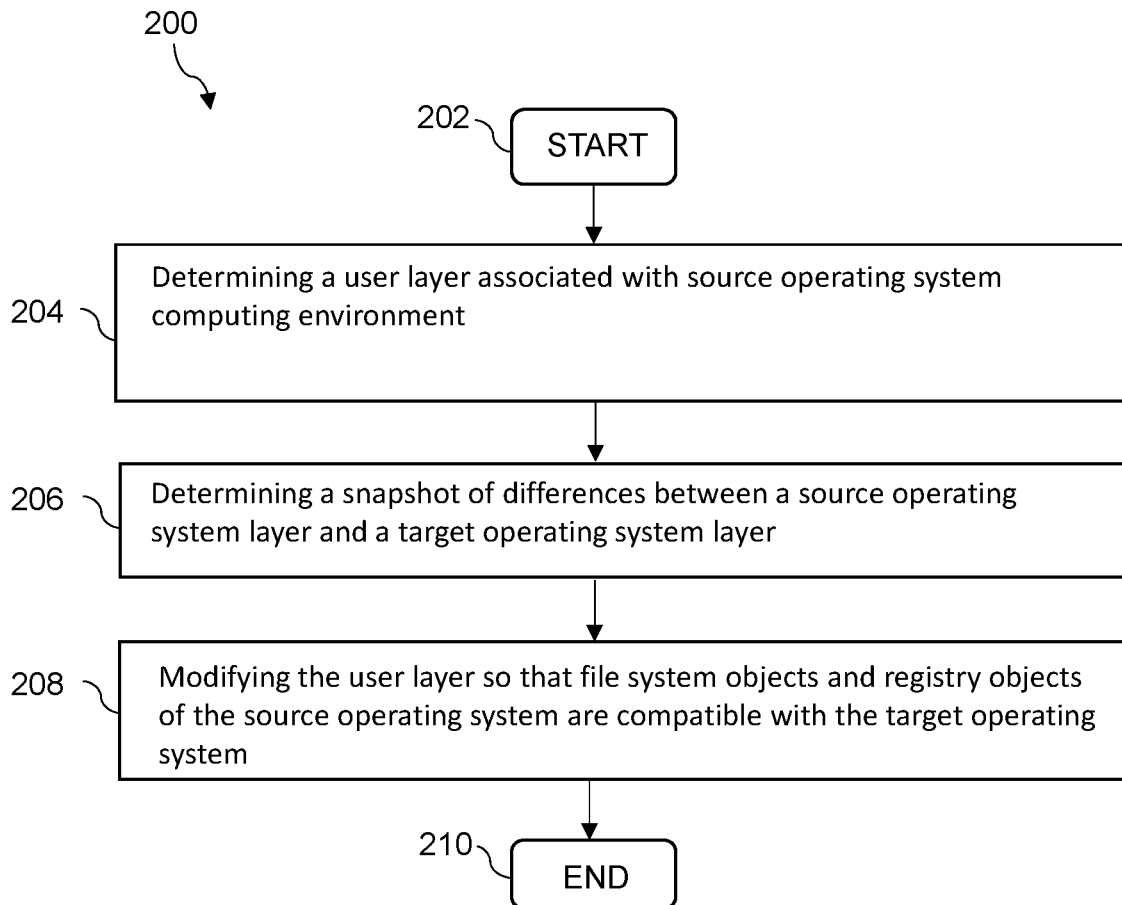 200
202
START
204
Determining a user layer associated with source operating system
computing environment
206
Determining a snapshot of differences between a source operating
system layer and a target operating system layer
208
Modifying the user layer so that file system objects and registry objects
of the source operating system are compatible with the target operating
system
210
END